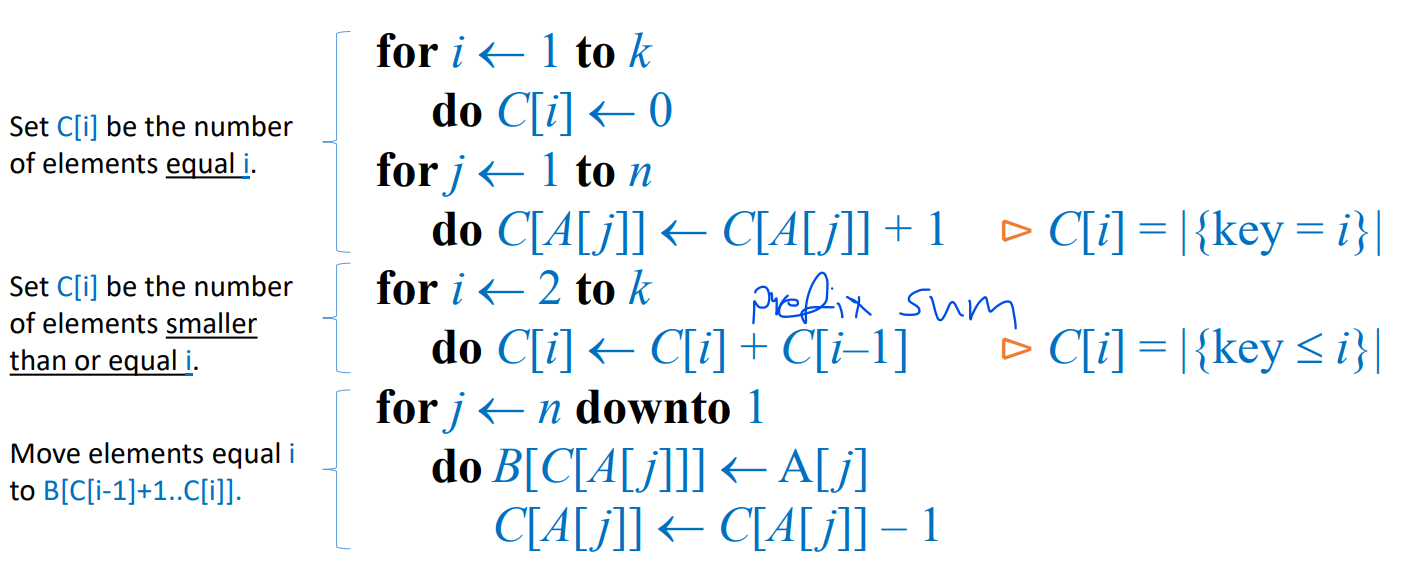 for i ← 1 to k
do C[i] ← 0
Set C[i] be the number
of elements equal i.
for j ← 1 to n
do C[A[j]] ← C[A[j]] + 1 ▷ C[i] = |{key = i}|
Set C[i] be the number
of elements smaller
than or equal i.
for i ← 2 to k
prefix sum
do C[i] ← C[i] + C[i–1] ▷ C[i] = |{key ≤ i}|
for j ← n downto 1
Move elements equal i
to B[C[i-1]+1..C[i]].
do B[C[A[j]]] ← A[j]
C[A[j]] ← C[A[j]] – 1